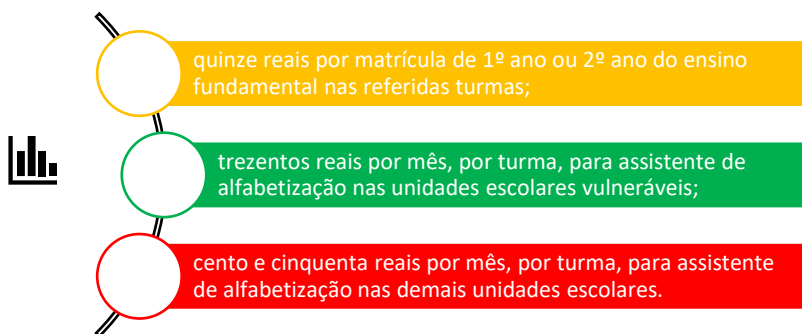 quinze reais por matrícula de 1º ano ou 2º ano do ensino
fundamental nas referidas turmas;
trezentos reais por mês, por turma, para assistente de
alfabetização nas unidades escolares vulneráveis;
cento e cinquenta reais por mês, por turma, para assistente
de alfabetização nas demais unidades escolares.